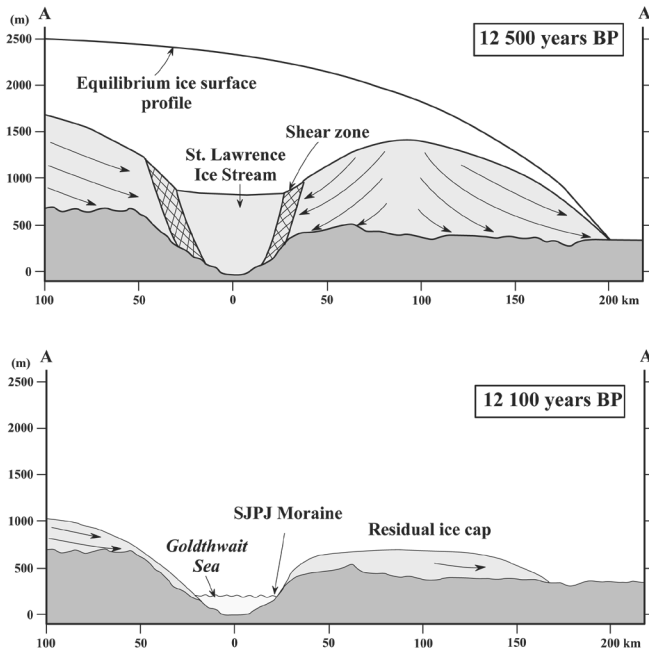 A
A
(m)
12 500 years BP
2500
Equilibrium ice surface
profile
2000
Shear zone
1500
St. Lawrence
Ice Stream
1000
500
0
100
50
0
50
100
150
200 km
A
A
(m)
2500
12 100 years BP
2000
1500
SJPJ Moraine
Residual ice cap
1000
Goldthwait
Sea
500
0
100
50
0
50
100
150
200 km